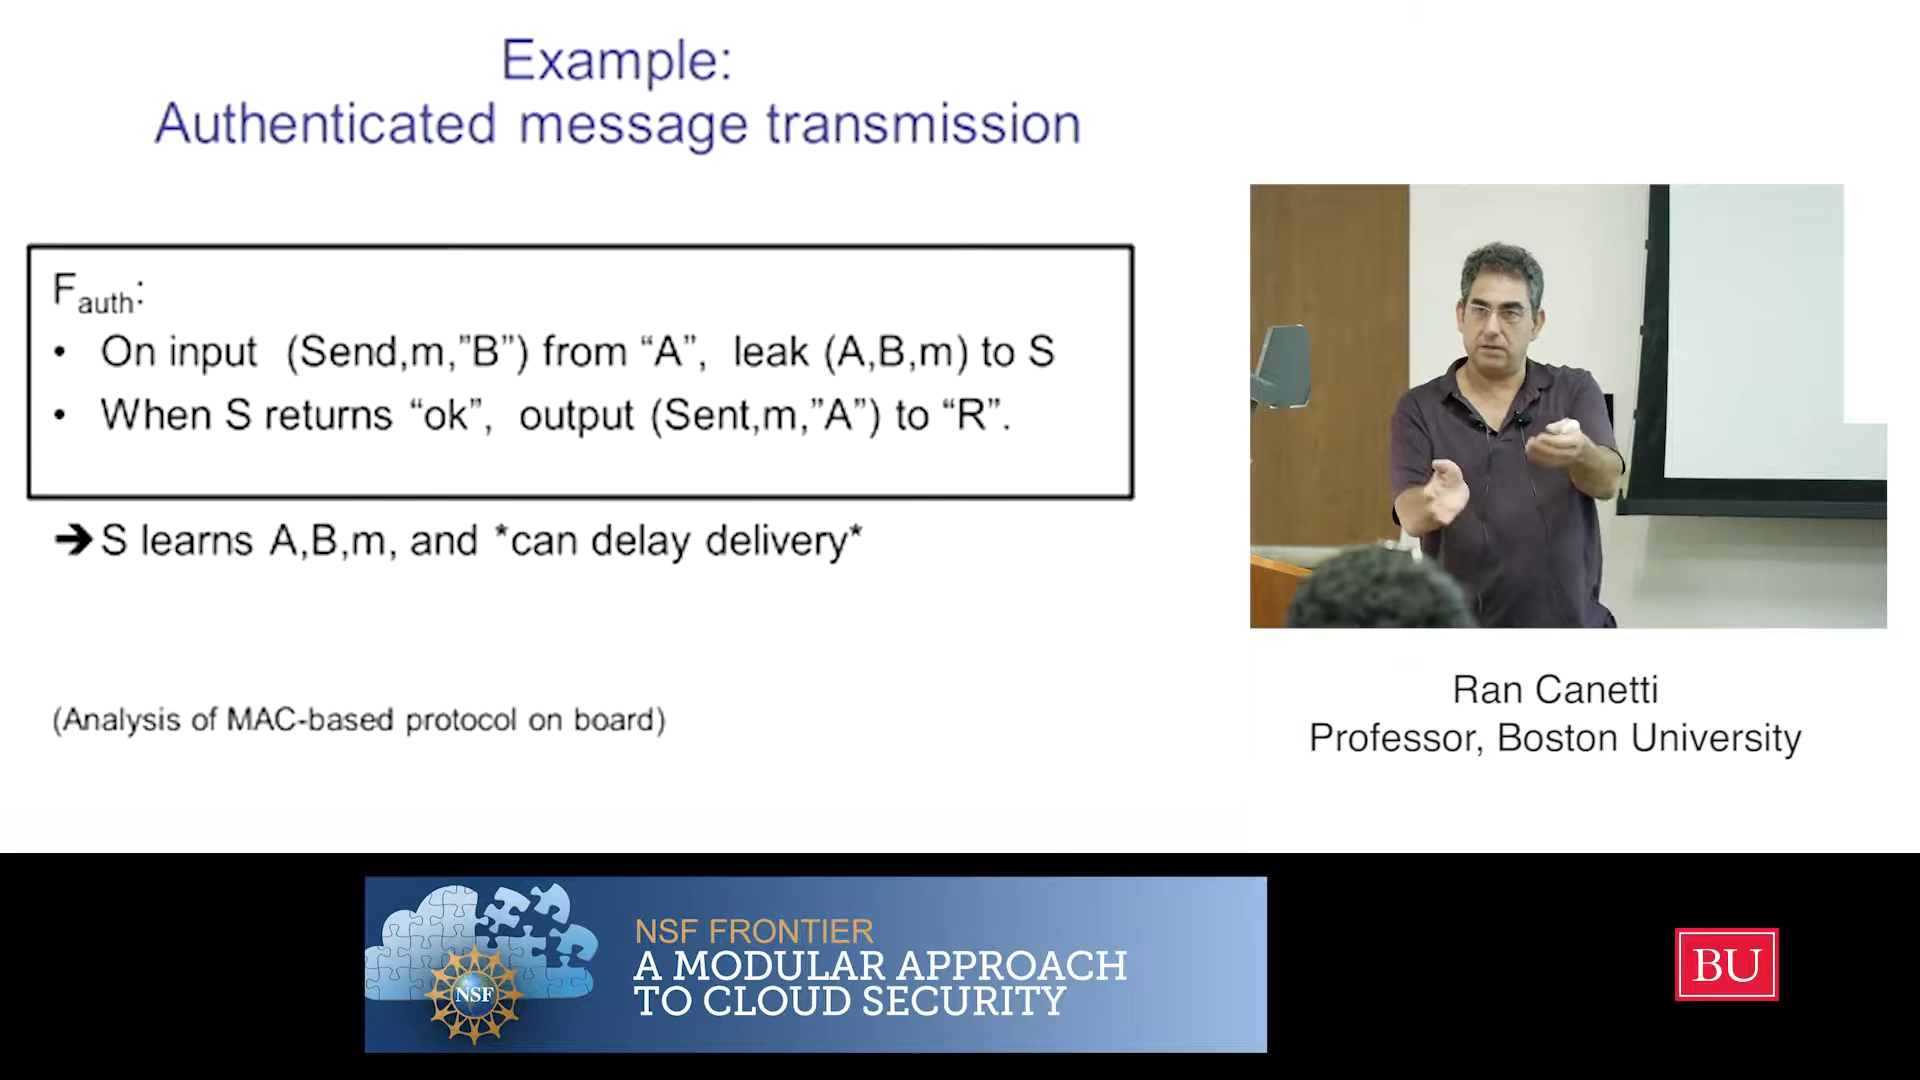 Example:
Authenticated message transmission
Fauth:
• On input (Send,m,”B”) from “A”, leak (A,B,m) to S
• When S returns “ok”, output (Sent,m,”A”) to “R”.
➔ S learns A,B,m, and *can delay delivery*
(Analysis of MAC-based protocol on board)
Ran Canetti
Professor, Boston University
NSF
NSF FRONTIER
A MODULAR APPROACH
TO CLOUD SECURITY
BU